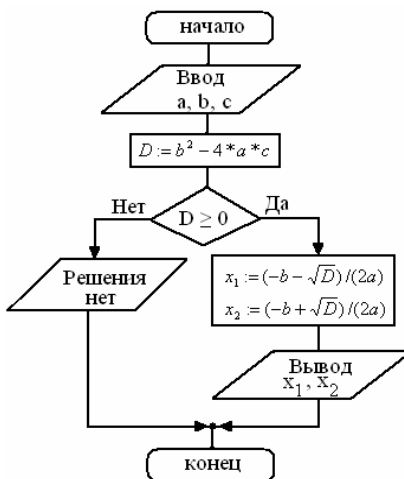 начало
Ввод
a, b, c
D := b² − 4 * a * c
Нет
D ≥ 0
Да
Решения
нет
x₁ := (−b − √D) / (2a)
x₂ := (−b + √D) / (2a)
Вывод
x₁, x₂
конец